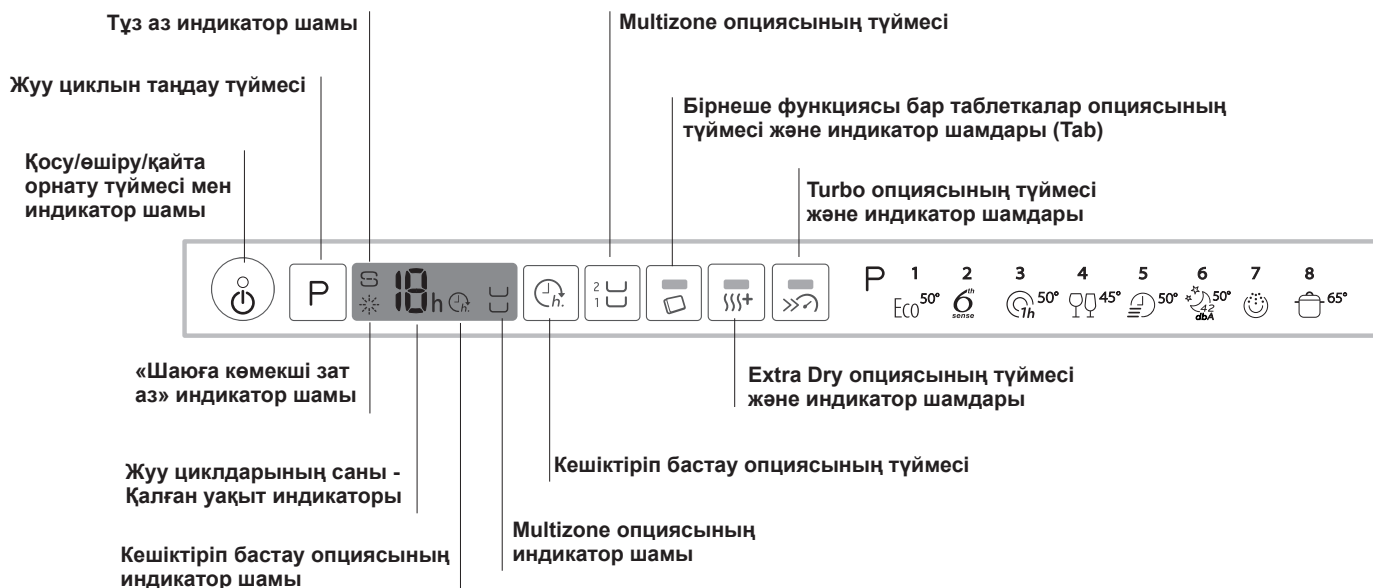 Тұз аз индикатор шамы
Multizone опциясының түймесі
Жуу циклын таңдау түймесі
Бірнеше функциясы бар таблеткалар опциясының
түймесі және индикатор шамдары (Tab)
Қосу/өшіру/қайта
орнату түймесі мен
индикатор шамы
Turbo опциясының түймесі
және индикатор шамдары
P
18h
h.
h.
2
1
P
1
Eco 50°
2
6th
sense
3
1h 50°
4
45°
5
50°
6
50°
42
dbA
7
8
65°
«Шаюға көмекші зат
аз» индикатор шамы
Extra Dry опциясының түймесі
және индикатор шамдары
Жуу циклдарының саны -
Қалған уақыт индикаторы
Кешіктіріп бастау опциясының түймесі
Multizone опциясының
индикатор шамы
Кешіктіріп бастау опциясының
индикатор шамы